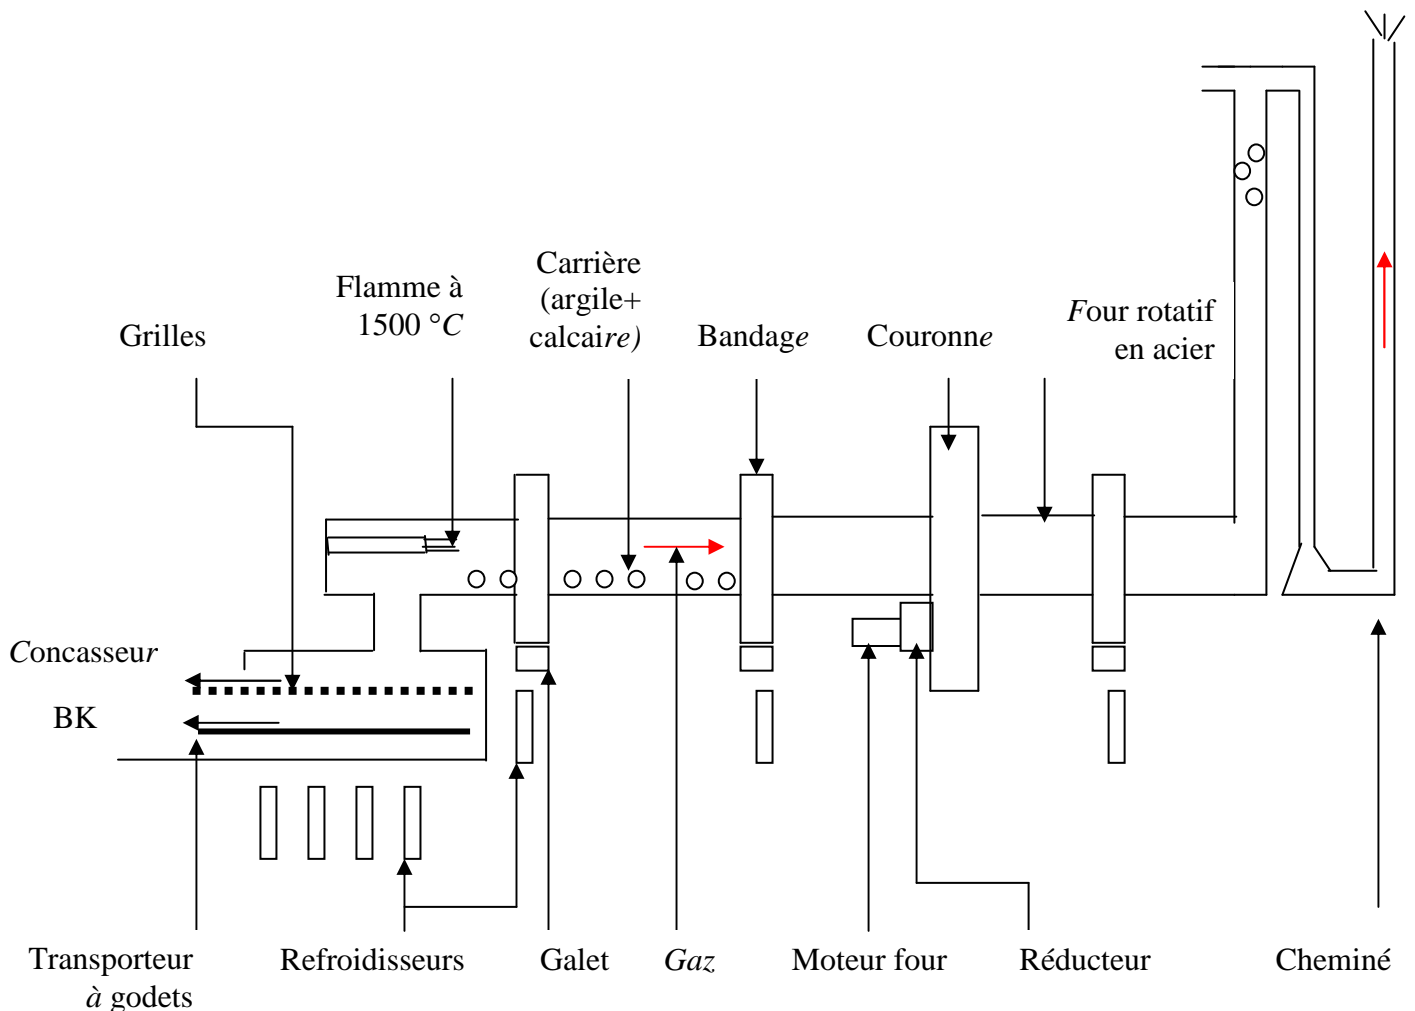 Carrière
(argile+
calcaire)
Flamme à
1500 °C
Grilles
Bandage
Couronne
Four rotatif
en acier
Concasseur
BK
Transporteur
à godets
Refroidisseurs
Galet
Gaz
Moteur four
Réducteur
Cheminé